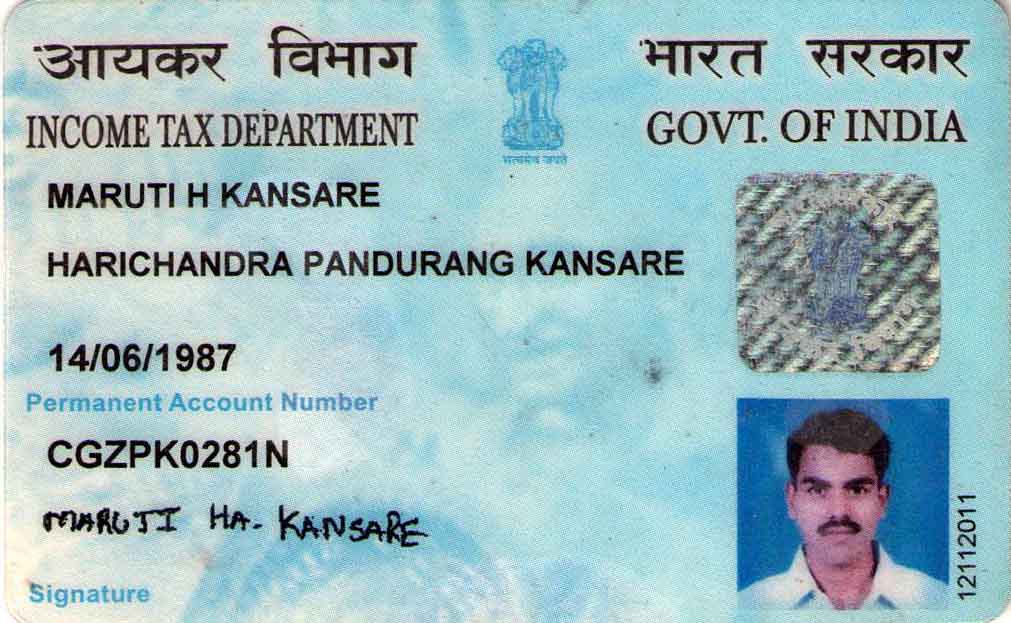 आयकर विभाग
भारत सरकार
INCOME TAX DEPARTMENT
GOVT. OF INDIA
सत्यमेव जयते
MARUTI H KANSARE
HARICHANDRA PANDURANG KANSARE
14/06/1987
Permanent Account Number
CGZPK0281N
MARUTI HA. KANSARE
Signature
12112011